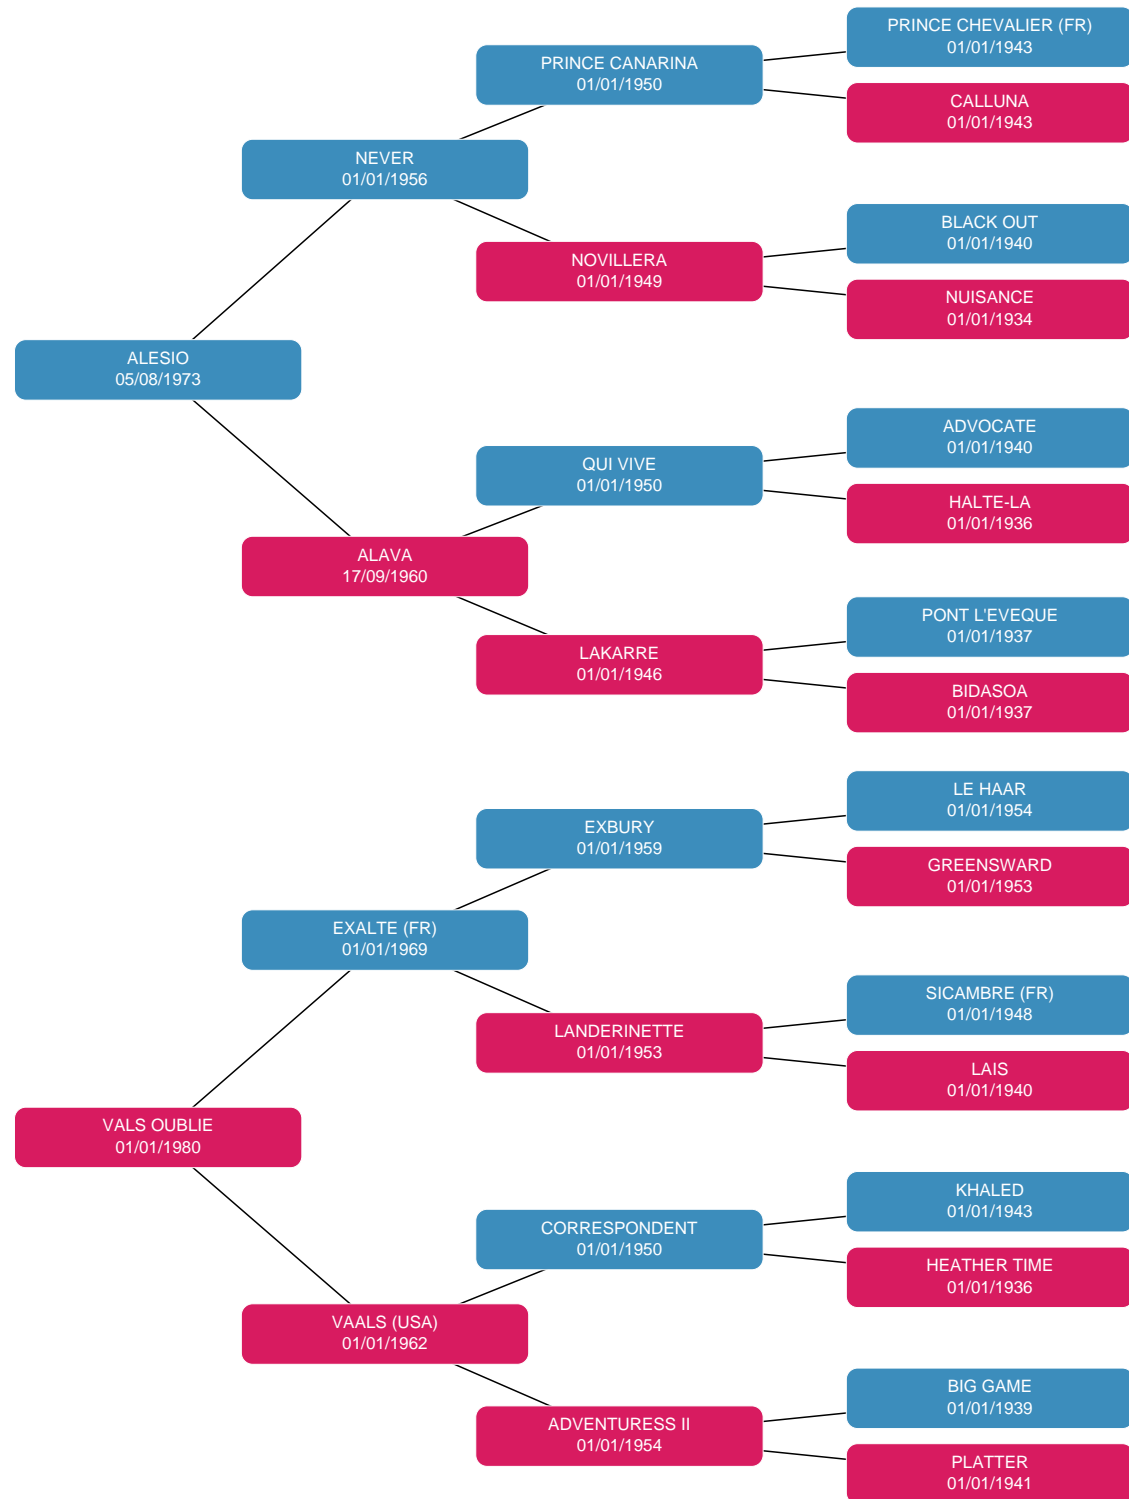 PRINCE CHEVALIER (FR)
01/01/1943
PRINCE CANARINA
01/01/1950
CALLUNA
01/01/1943
NEVER
01/01/1956
BLACK OUT
01/01/1940
NOVILLERA
01/01/1949
NUISANCE
01/01/1934
ALESIO
05/08/1973
ADVOCATE
01/01/1940
QUI VIVE
01/01/1950
HALTE-LA
01/01/1936
ALAVA
17/09/1960
PONT L'EVEQUE
01/01/1937
LAKARRE
01/01/1946
BIDASOA
01/01/1937
LE HAAR
01/01/1954
EXBURY
01/01/1959
GREENSWARD
01/01/1953
EXALTE (FR)
01/01/1969
SICAMBRE (FR)
01/01/1948
LANDERINETTE
01/01/1953
LAIS
01/01/1940
VALS OUBLIE
01/01/1980
KHALED
01/01/1943
CORRESPONDENT
01/01/1950
HEATHER TIME
01/01/1936
VAALS (USA)
01/01/1962
BIG GAME
01/01/1939
ADVENTURESS II
01/01/1954
PLATTER
01/01/1941